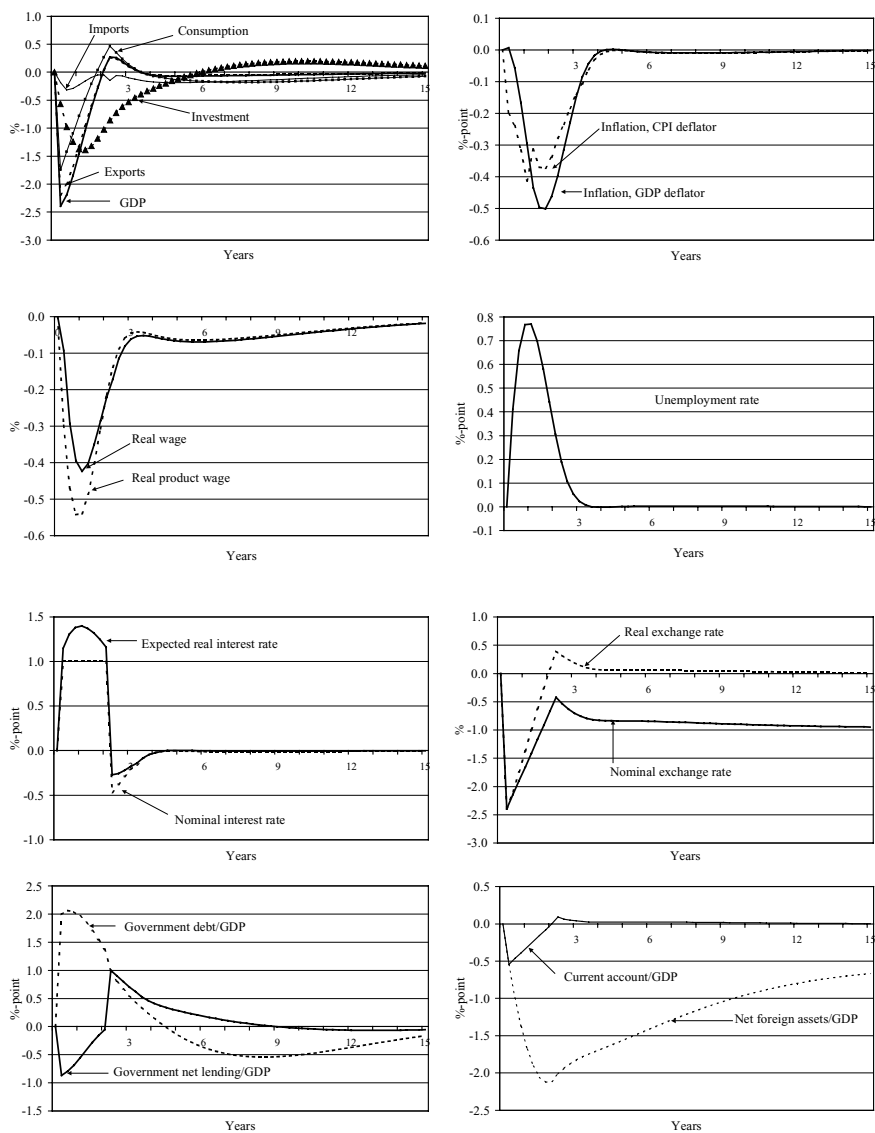 1.0
0.5
0.0
-0.5
-1.0
-1.5
-2.0
-2.5
-3.0
%
0 3 6 9 12 15
Imports
Consumption
Investment
Exports
GDP
Years
0.1
0.0
-0.1
-0.2
-0.3
-0.4
-0.5
-0.6
%-point
0 3 6 9 12 15
Inflation, CPI deflator
Inflation, GDP deflator
Years
0.0
-0.1
-0.2
-0.3
-0.4
-0.5
-0.6
%
3 6 9 12 15
Real wage
Real product wage
Years
0.8
0.7
0.6
0.5
0.4
0.3
0.2
0.1
0.0
-0.1
%-point
3 6 9 12 15
Unemployment rate
Years
1.5
1.0
0.5
0.0
-0.5
-1.0
%-point
3 6 9 12 15
Expected real interest rate
Nominal interest rate
Years
1.0
0.5
0.0
-0.5
-1.0
-1.5
-2.0
-2.5
-3.0
%
3 6 9 12 15
Real exchange rate
Nominal exchange rate
Years
2.5
2.0
1.5
1.0
0.5
0.0
-0.5
-1.0
-1.5
%-point
3 6 9 12 15
Government debt/GDP
Government net lending/GDP
Years
0.5
0.0
-0.5
-1.0
-1.5
-2.0
-2.5
%-point
3 6 9 12 15
Current account/GDP
Net foreign assets/GDP
Years